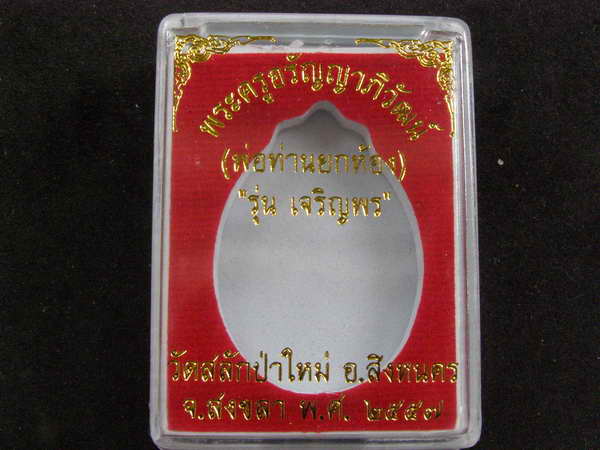 พระครูอรัญญาภิวัฒน์
(พ่อท่านยกท้อง)
"รุ่น เจริญพร"
วัดสลักป่าใหม่ อ.สิงหนคร
จ.สงขลา พ.ศ. ๒๕๕๗